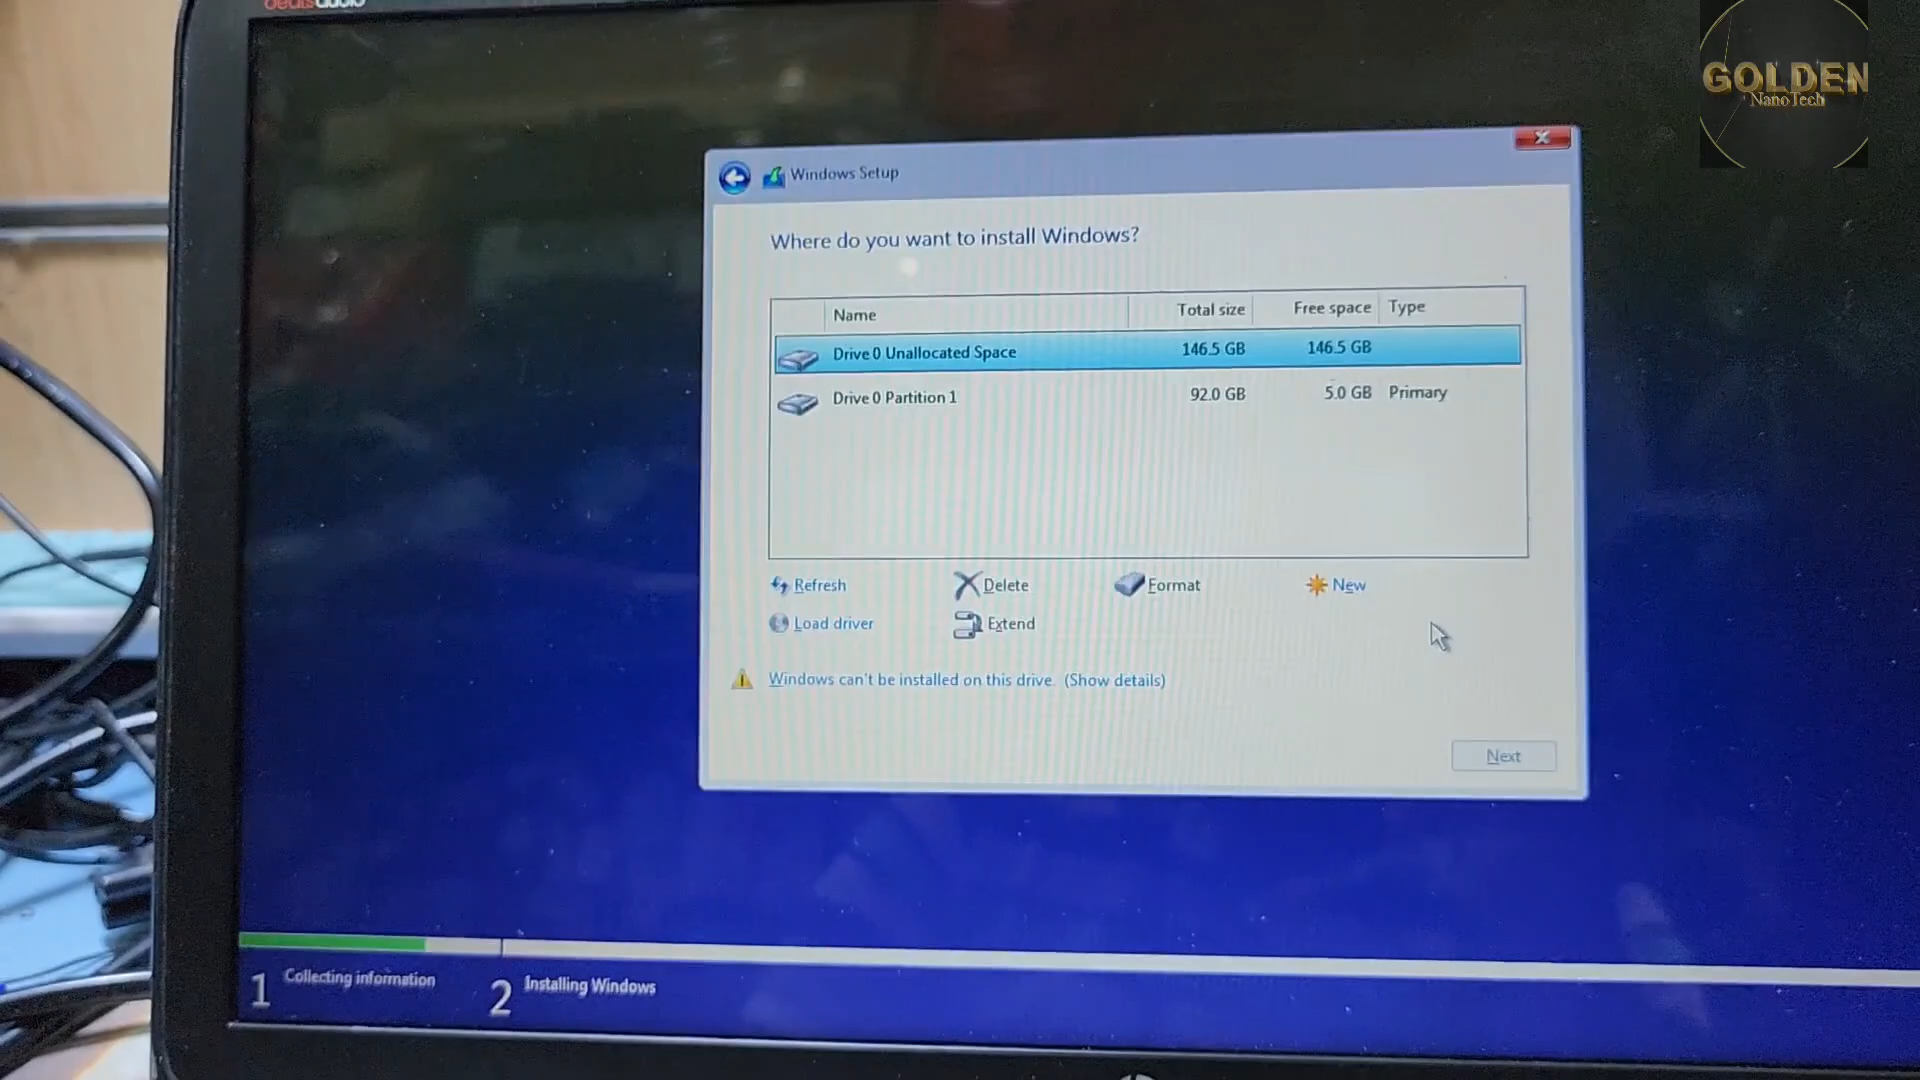 beatsaudio
GOLDEN
NanoTech
Windows Setup
Where do you want to install Windows?
Name Total size Free space Type
Drive 0 Unallocated Space 146.5 GB 146.5 GB
Drive 0 Partition 1 92.0 GB 5.0 GB Primary
Refresh Delete Format New
Load driver Extend
Windows can't be installed on this drive. (Show details)
Next
1 Collecting information 2 Installing Windows